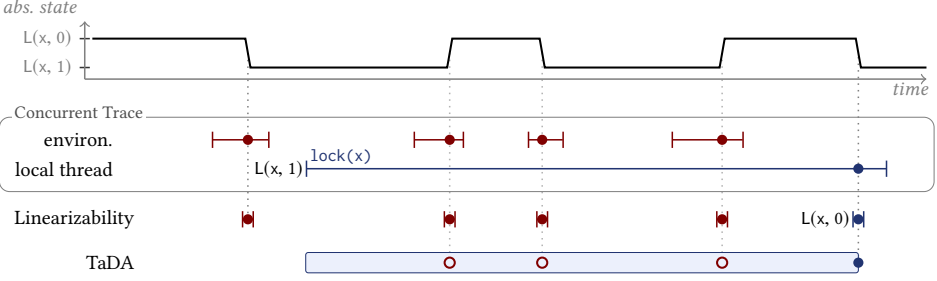 abs. state
L(x, 0)
L(x, 1)
time
Concurrent Trace
environ.
lock(x)
local thread L(x, 1)
Linearizability L(x, 0)
TaDA